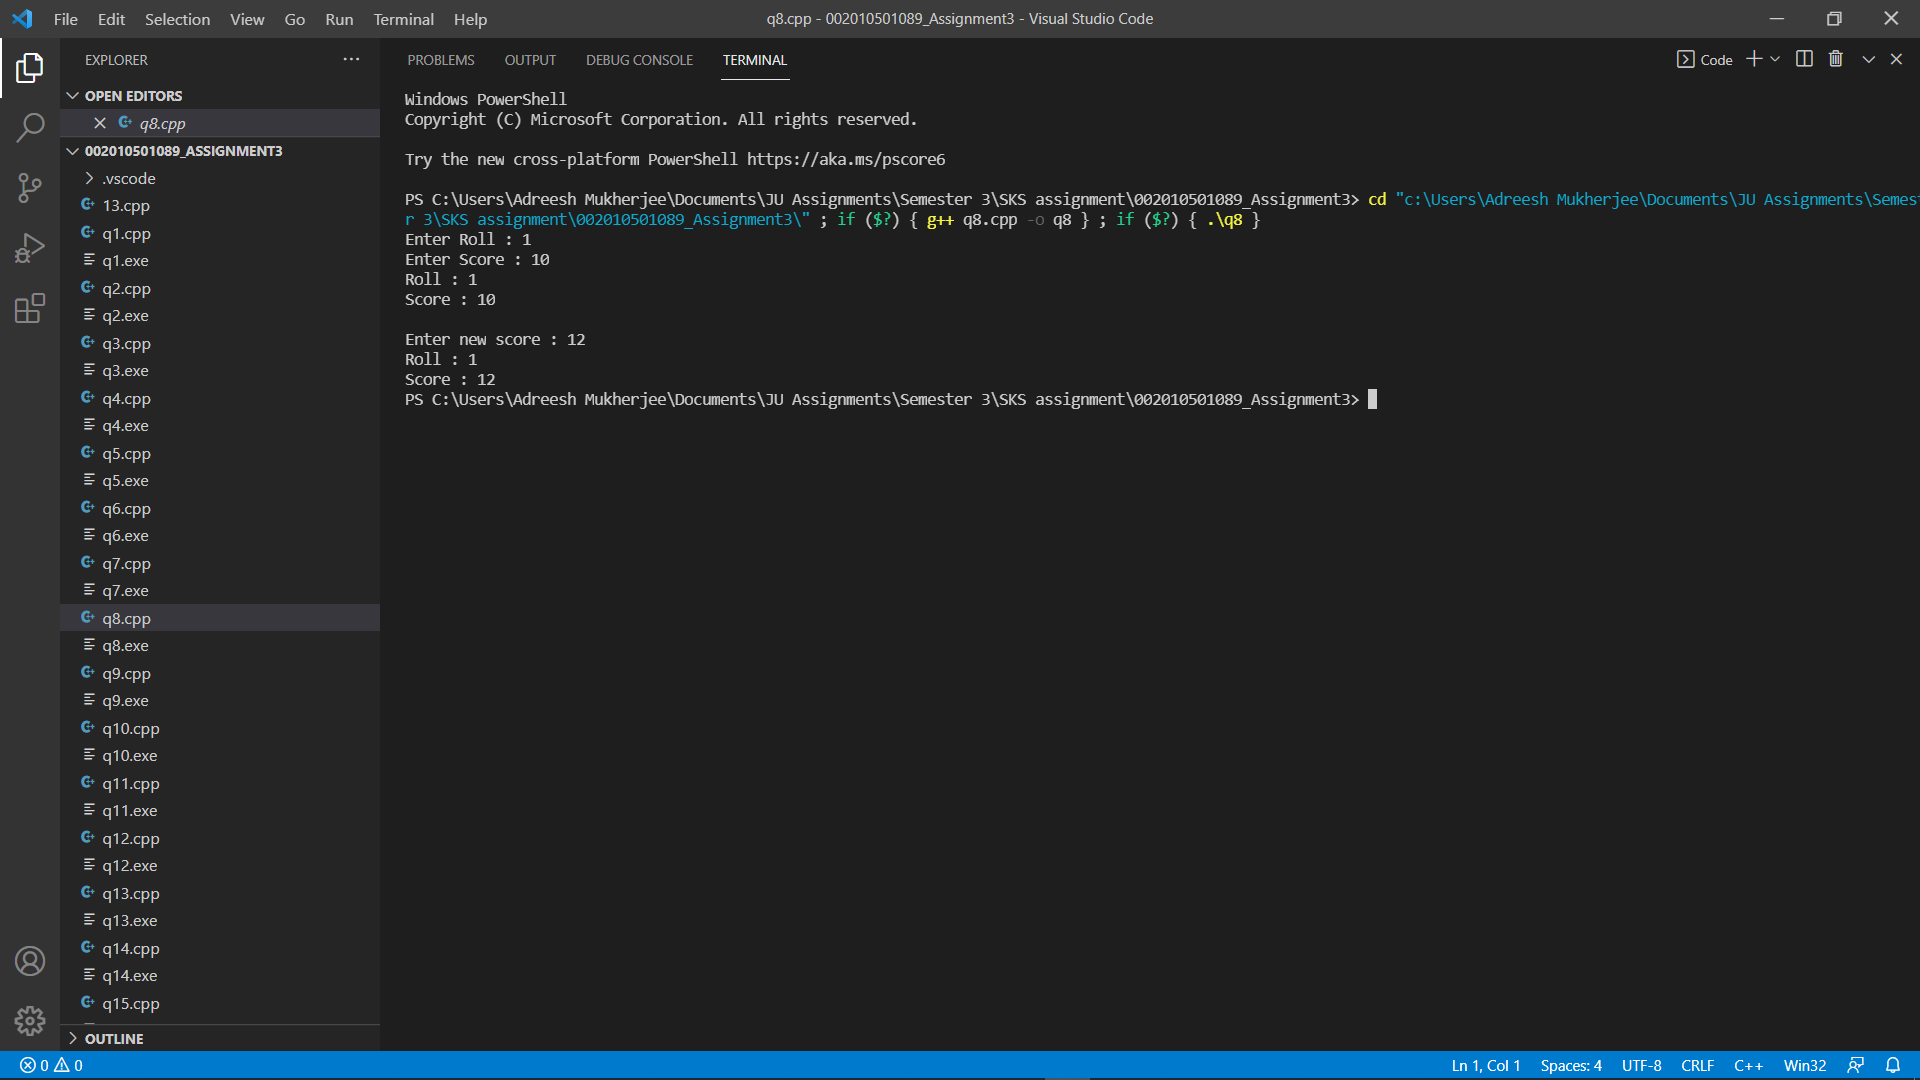 File Edit Selection View Go Run Terminal Help
q8.cpp - 002010501089_Assignment3 - Visual Studio Code
EXPLORER
OPEN EDITORS
q8.cpp
002010501089_ASSIGNMENT3
.vscode
13.cpp
q1.cpp
q1.exe
q2.cpp
q2.exe
q3.cpp
q3.exe
q4.cpp
q4.exe
q5.cpp
q5.exe
q6.cpp
q6.exe
q7.cpp
q7.exe
q8.cpp
q8.exe
q9.cpp
q9.exe
q10.cpp
q10.exe
q11.cpp
q11.exe
q12.cpp
q12.exe
q13.cpp
q13.exe
q14.cpp
q14.exe
q15.cpp
OUTLINE
PROBLEMS OUTPUT DEBUG CONSOLE TERMINAL
Code
Windows PowerShell
Copyright (C) Microsoft Corporation. All rights reserved.
Try the new cross-platform PowerShell https://aka.ms/pscore6
PS C:\Users\Adreesh Mukherjee\Documents\JU Assignments\Semester 3\SKS assignment\002010501089_Assignment3> cd "c:\Users\Adreesh Mukherjee\Documents\JU Assignments\Semes
r 3\SKS assignment\002010501089_Assignment3\" ; if ($?) { g++ q8.cpp -o q8 } ; if ($?) { .\q8 }
Enter Roll : 1
Enter Score : 10
Roll : 1
Score : 10
Enter new score : 12
Roll : 1
Score : 12
PS C:\Users\Adreesh Mukherjee\Documents\JU Assignments\Semester 3\SKS assignment\002010501089_Assignment3>
0 0
Ln 1, Col 1 Spaces: 4 UTF-8 CRLF C++ Win32